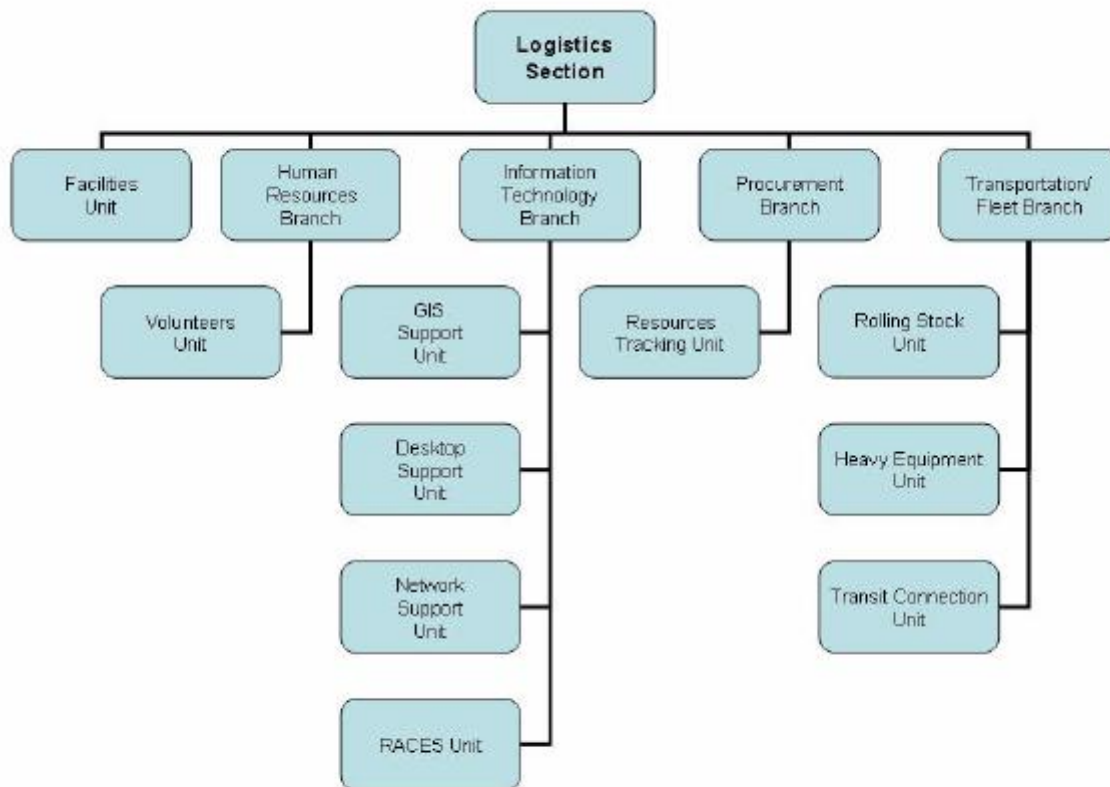 Logistics
Section
Facilities
Unit
Human
Resources
Branch
Information
Technology
Branch
Procurement
Branch
Transportation/
Fleet Branch
Volunteers
Unit
GIS
Support
Unit
Resources
Tracking Unit
Rolling Stock
Unit
Desktop
Support
Unit
Heavy Equipment
Unit
Network
Support
Unit
Transit Connection
Unit
RACES Unit